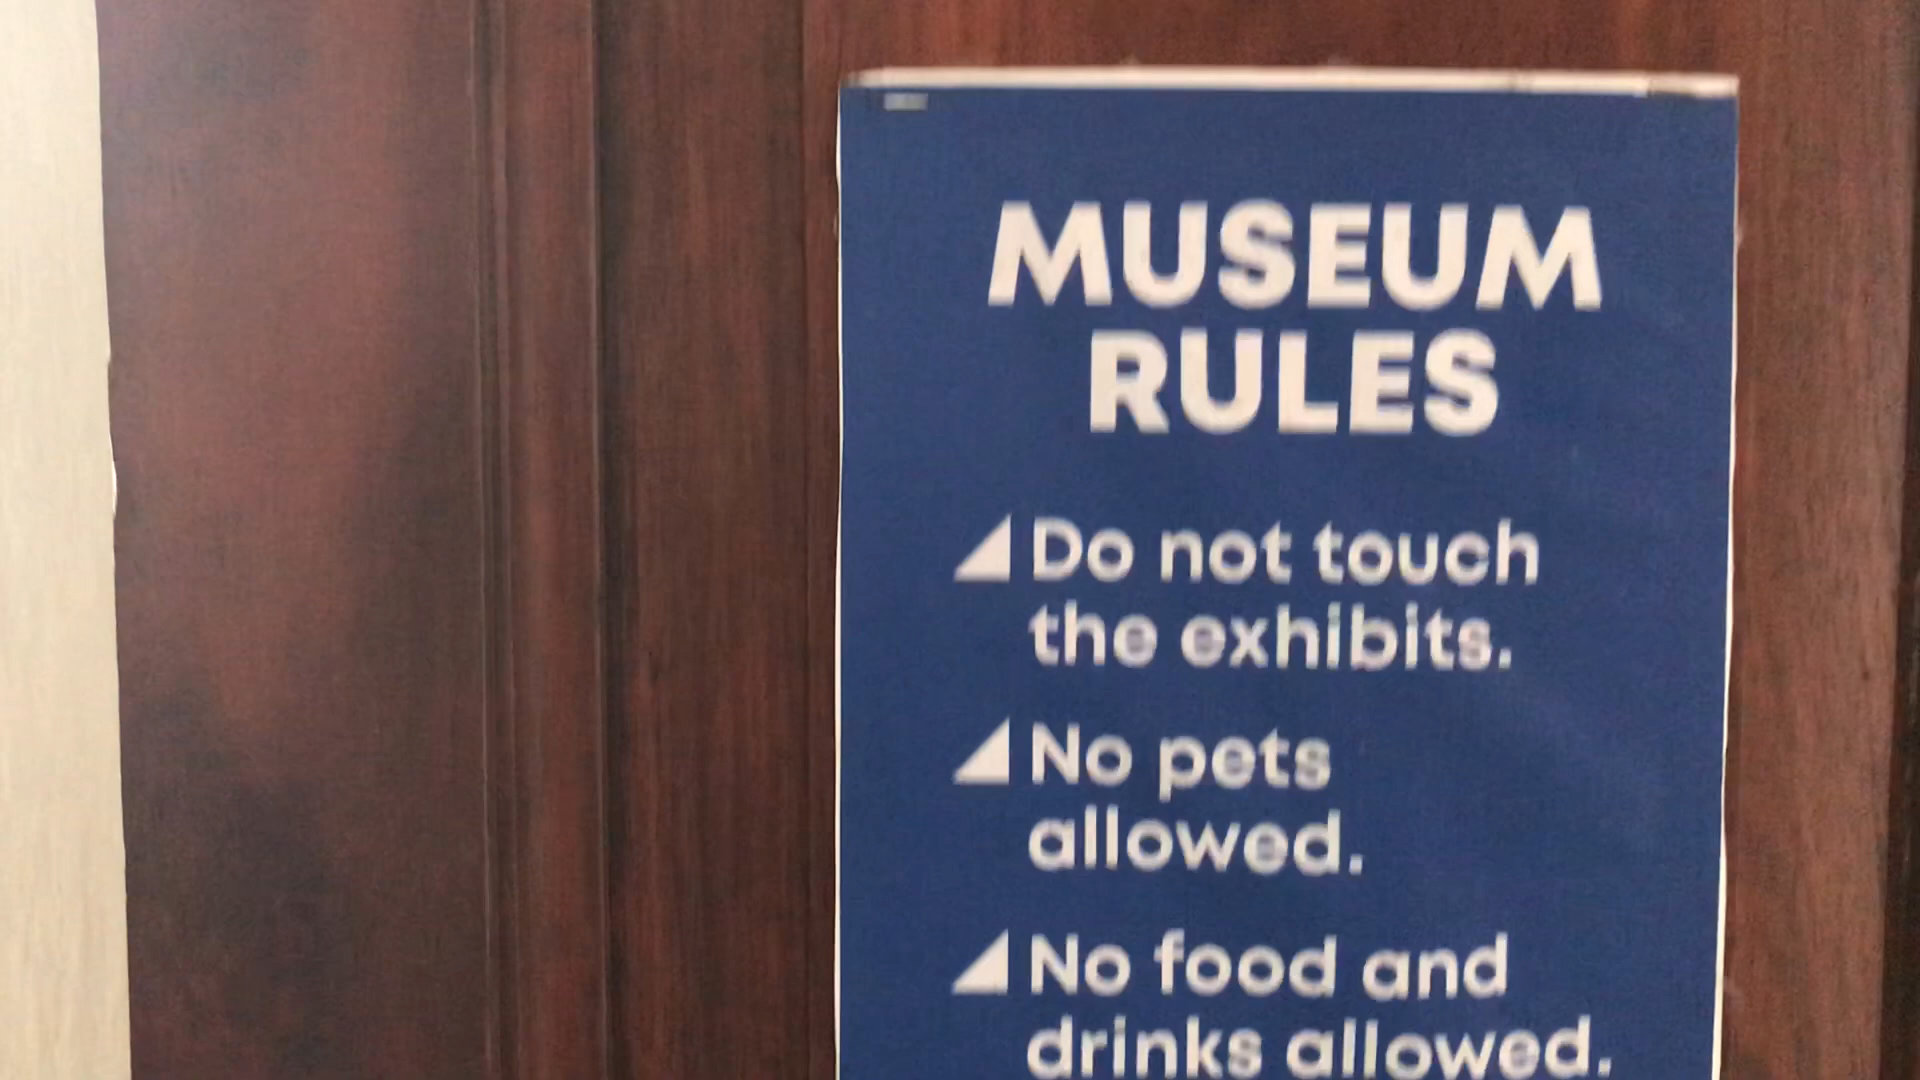 MUSEUM
RULES
Do not touch
the exhibits.
No pets
allowed.
No food and
drinks allowed.